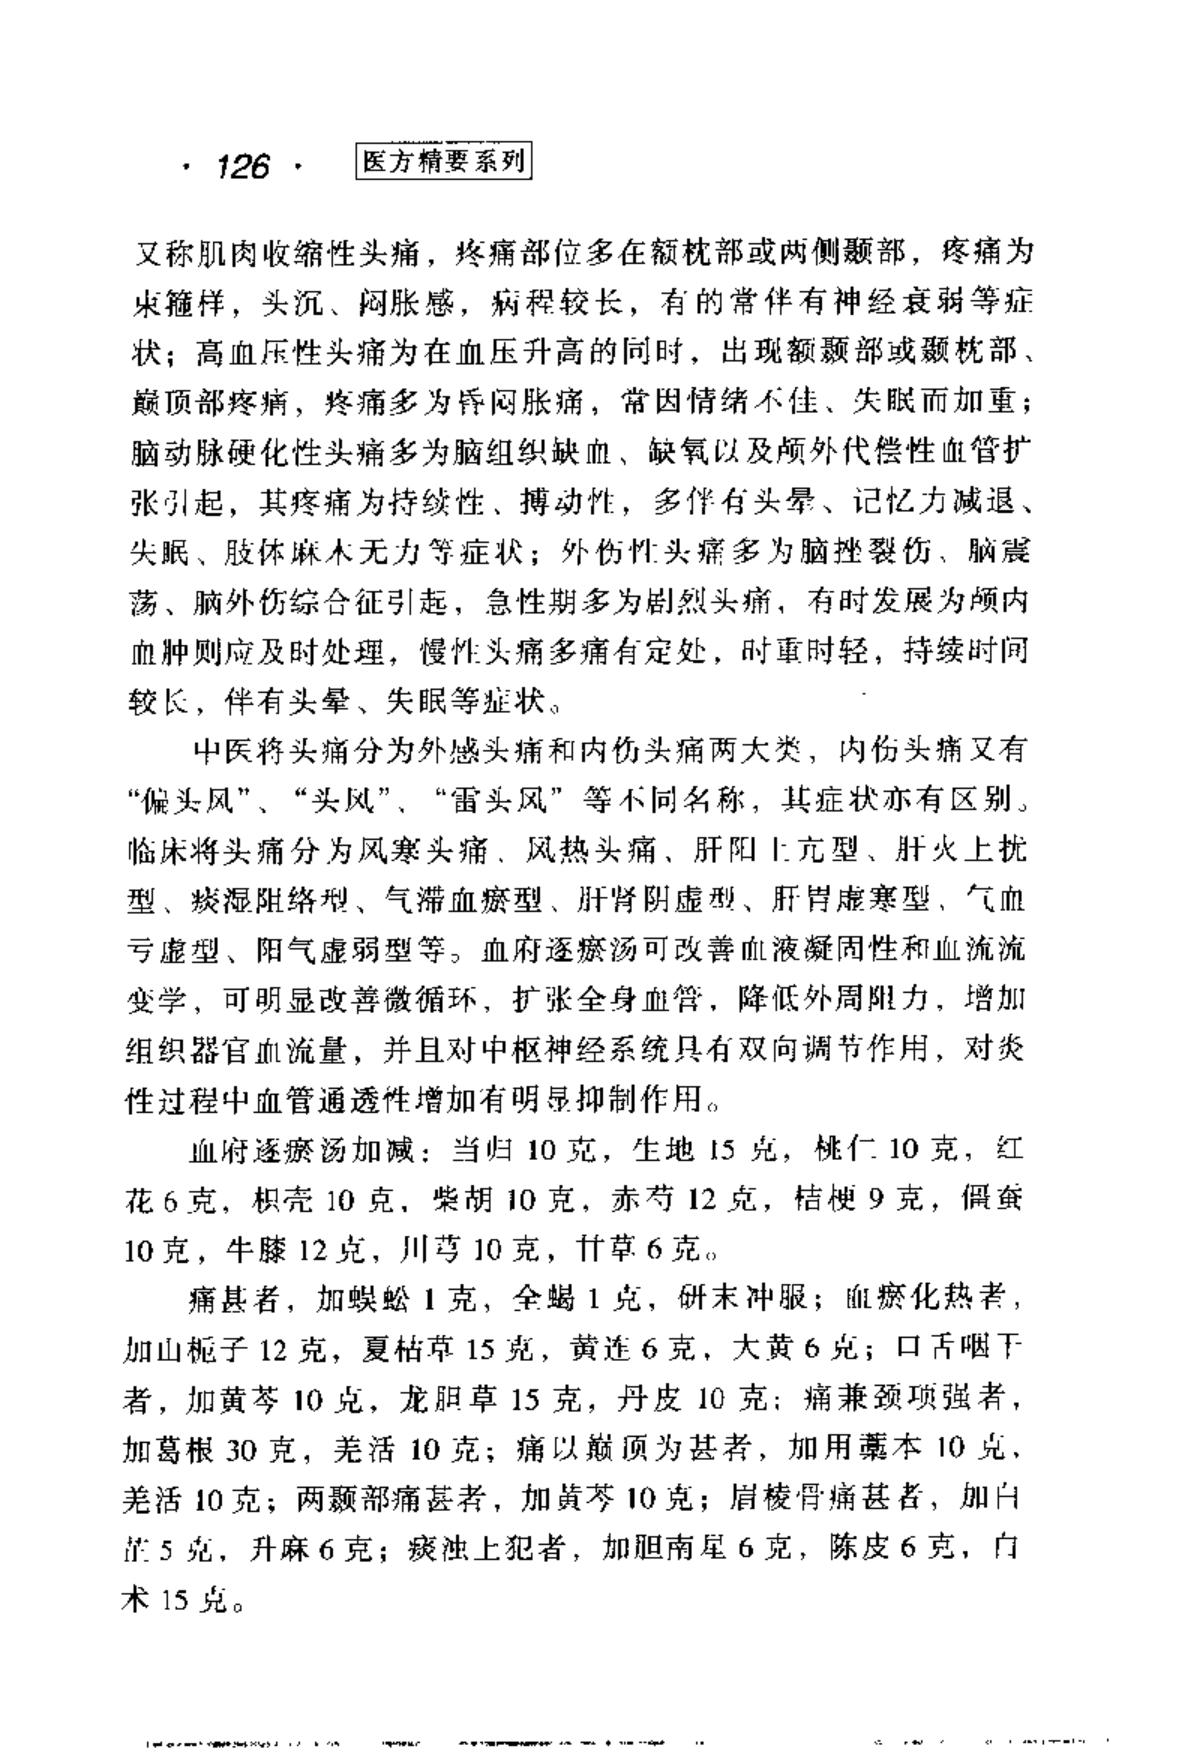 · 126 ·
医方精要系列
又称肌肉收缩性头痛，疼痛部位多在额枕部或两侧颞部，疼痛为
束箍样，头沉、闷胀感，病程较长，有的常伴有神经衰弱等症
状；高血压性头痛为在血压升高的同时，出现额颞部或颞枕部、
巅顶部疼痛，疼痛多为昏闷胀痛，常因情绪不佳、失眠而加重；
脑动脉硬化性头痛多为脑组织缺血、缺氧以及颅外代偿性血管扩
张引起，其疼痛为持续性、搏动性，多伴有头晕、记忆力减退、
失眠、肢体麻木无力等症状；外伤性头痛多为脑挫裂伤、脑震
荡、脑外伤综合征引起，急性期多为剧烈头痛，有时发展为颅内
血肿则应及时处理，慢性头痛多痛有定处，时重时轻，持续时间
较长，伴有头晕、失眠等症状。
中医将头痛分为外感头痛和内伤头痛两大类，内伤头痛又有
“偏头风”、“头风”、“雷头风”等不同名称，其症状亦有区别。
临床将头痛分为风寒头痛、风热头痛、肝阳上亢型、肝火上扰
型、痰湿阻络型、气滞血瘀型、肝肾阴虚型、肝胃虚寒型、气血
亏虚型、阳气虚弱型等。血府逐瘀汤可改善血液凝固性和血流流
变学，可明显改善微循环，扩张全身血管，降低外周阻力，增加
组织器官血流量，并且对中枢神经系统具有双向调节作用，对炎
性过程中血管通透性增加有明显抑制作用。
血府逐瘀汤加减：当归 10 克，生地 15 克，桃仁 10 克，红
花 6 克，枳壳 10 克，柴胡 10 克，赤芍 12 克，桔梗 9 克，僵蚕
10 克，牛膝 12 克，川芎 10 克，甘草 6 克。
痛甚者，加蜈蚣 1 克，全蝎 1 克，研末冲服；血瘀化热者，
加山栀子 12 克，夏枯草 15 克，黄连 6 克，大黄 6 克；口舌咽干
者，加黄芩 10 克，龙胆草 15 克，丹皮 10 克；痛兼颈项强者，
加葛根 30 克，羌活 10 克；痛以巅顶为甚者，加用藁本 10 克，
羌活 10 克；两颞部痛甚者，加黄芩 10 克；眉棱骨痛甚者，加白
芷 5 克，升麻 6 克；痰浊上犯者，加胆南星 6 克，陈皮 6 克，白
术 15 克。